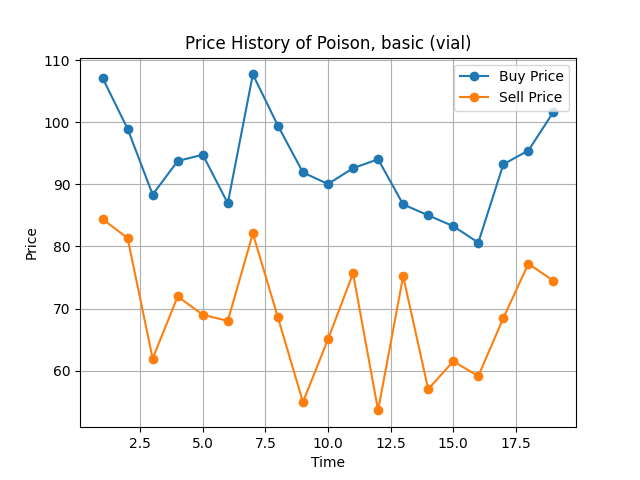 Price History of Poison, basic (vial)
110
100
90
80
70
60
Price
Buy Price
Sell Price
2.5 5.0 7.5 10.0 12.5 15.0 17.5
Time